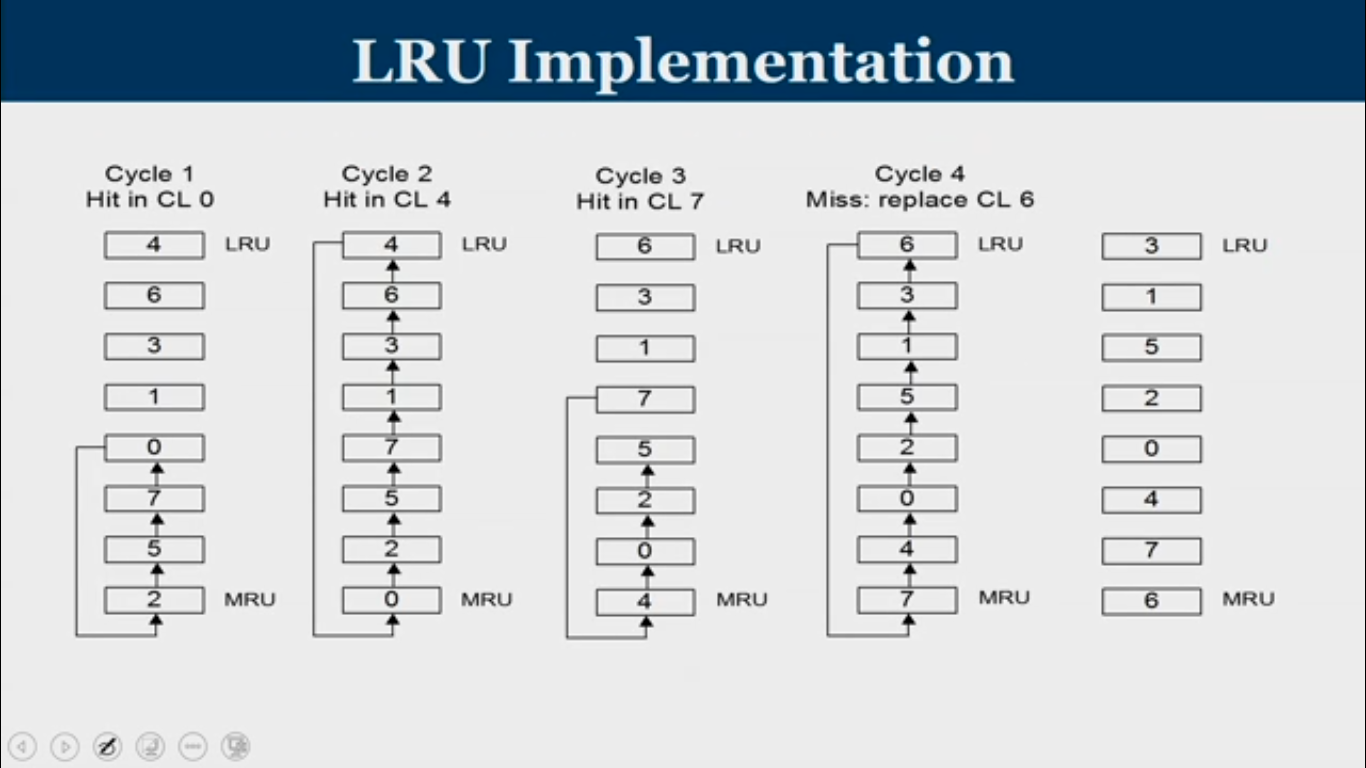 LRU Implementation
Cycle 1
Hit in CL 0
4 LRU
6
3
1
0
7
5
2 MRU
Cycle 2
Hit in CL 4
4 LRU
6
3
1
7
5
2
0 MRU
Cycle 3
Hit in CL 7
6 LRU
3
1
7
5
2
0
4 MRU
Cycle 4
Miss: replace CL 6
6 LRU
3
1
5
2
0
4
7 MRU
3 LRU
1
5
2
0
4
7
6 MRU